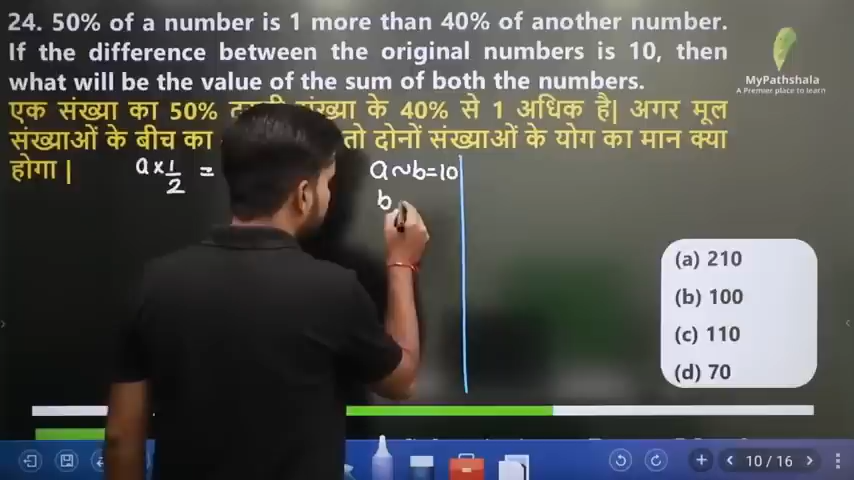 24. 50% of a number is 1 more than 40% of another number.
If the difference between the original numbers is 10, then
what will be the value of the sum of both the numbers.
MyPathshala
A Premier place to learn
एक संख्या का 50% संख्या के 40% से 1 अधिक है| अगर मूल
संख्याओं के बीच का तो दोनों संख्याओं के योग का मान क्या
होगा |
a × 1/2 =
a ~ b = 10
b
(a) 210
(b) 100
(c) 110
(d) 70
10 / 16